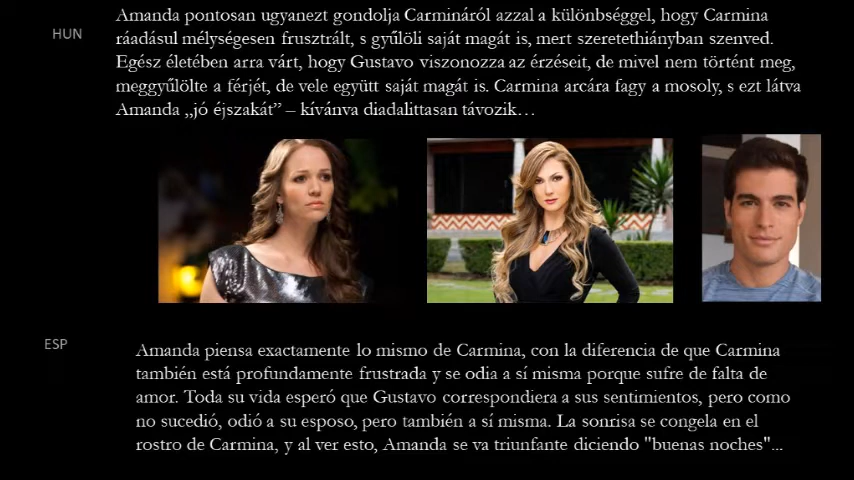 HUN
Amanda pontosan ugyanezt gondolja Carmináról azzal a különbséggel, hogy Carmina
ráadásul mélységesen frusztrált, s gyűlöli saját magát is, mert szeretethiányban szenved.
Egész életében arra várt, hogy Gustavo viszonozza az érzéseit, de mivel nem történt meg,
meggyűlölte a férjét, de vele együtt saját magát is. Carmina arcára fagy a mosoly, s ezt látva
Amanda „jó éjszakát” – kívánva diadalittasan távozik…
ESP
Amanda piensa exactamente lo mismo de Carmina, con la diferencia de que Carmina
también está profundamente frustrada y se odia a sí misma porque sufre de falta de
amor. Toda su vida esperó que Gustavo correspondiera a sus sentimientos, pero como
no sucedió, odió a su esposo, pero también a sí misma. La sonrisa se congela en el
rostro de Carmina, y al ver esto, Amanda se va triunfante diciendo "buenas noches"...